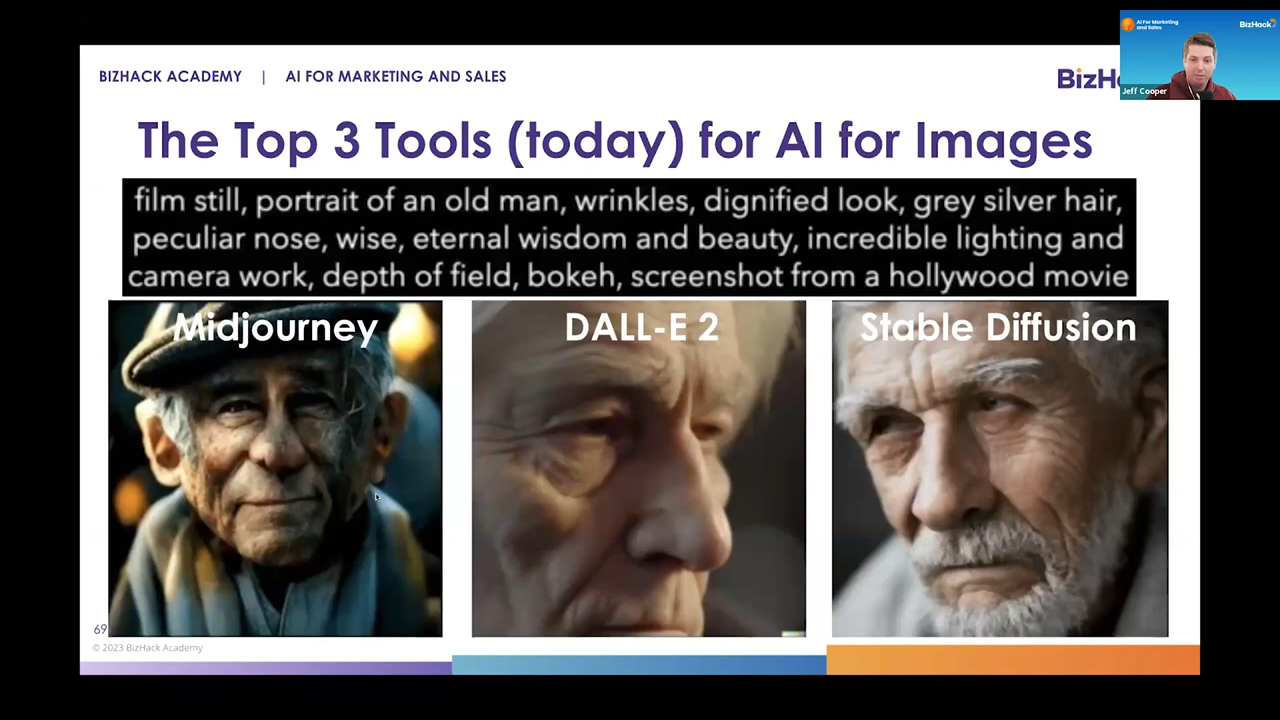 AI For Marketing
and Sales
BizHack
Jeff Cooper
BIZHACK ACADEMY | AI FOR MARKETING AND SALES
The Top 3 Tools (today) for AI for Images
film still, portrait of an old man, wrinkles, dignified look, grey silver hair,
peculiar nose, wise, eternal wisdom and beauty, incredible lighting and
camera work, depth of field, bokeh, screenshot from a hollywood movie
Midjourney
DALL-E 2
Stable Diffusion
69
© 2023 BizHack Academy